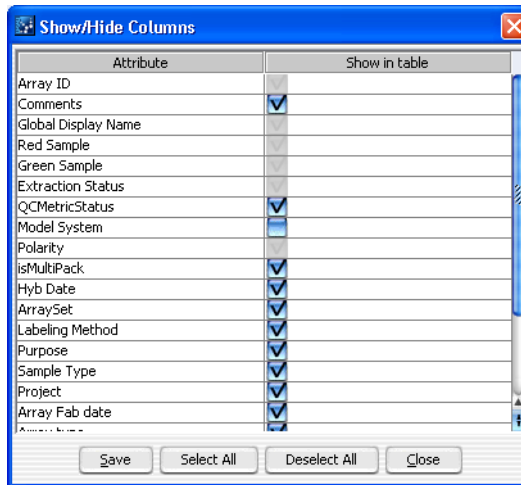 Show/Hide Columns
Attribute Show in table
Array ID
Comments
Global Display Name
Red Sample
Green Sample
Extraction Status
QCMetricStatus
Model System
Polarity
isMultiPack
Hyb Date
ArraySet
Labeling Method
Purpose
Sample Type
Project
Array Fab date
Save Select All Deselect All Close